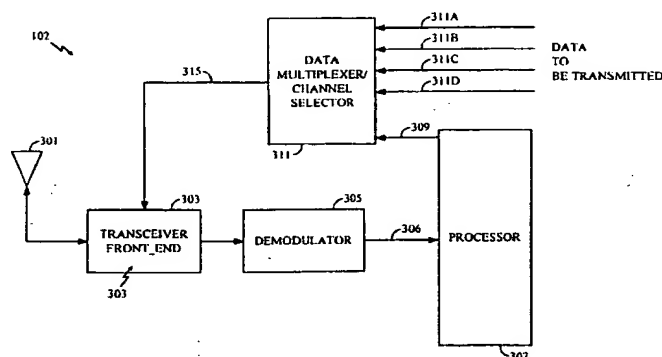 102
301
315
DATA
MULTIPLEXER/
CHANNEL
SELECTOR
311
311A
311B
311C
311D
DATA
TO
BE TRANSMITTED
309
303
TRANSCEIVER
FRONT_END
303
305
DEMODULATOR
306
PROCESSOR
307